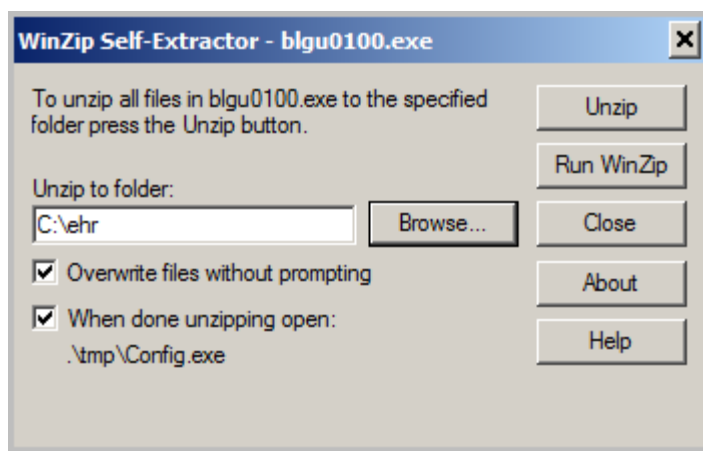 WinZip Self-Extractor - blgu0100.exe
To unzip all files in blgu0100.exe to the specified
folder press the Unzip button.
Unzip to folder:
C:\ehr
Browse...
Overwrite files without prompting
When done unzipping open:
.\tmp\Config.exe
Unzip
Run WinZip
Close
About
Help